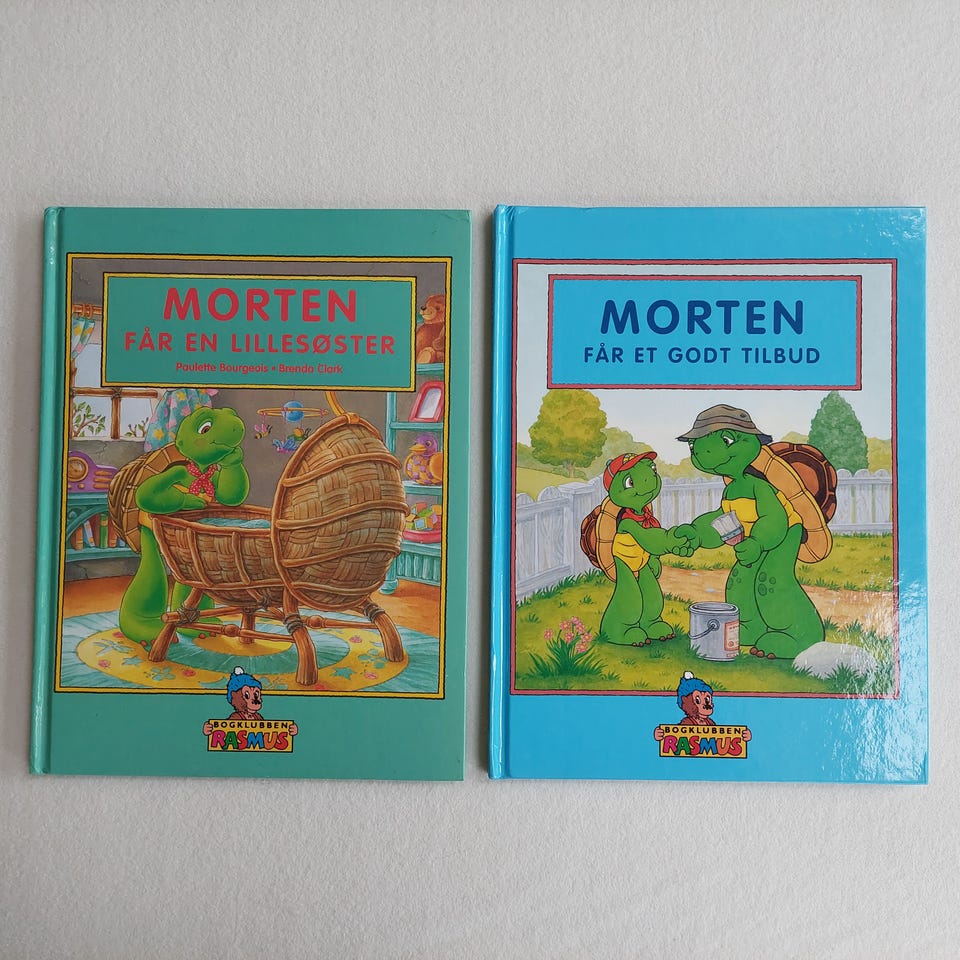 MORTEN
FÅR EN LILLESØSTER
Paulette Bourgeois • Brenda Clark
BOGKLUBBEN
RASMUS
MORTEN
FÅR ET GODT TILBUD
BOGKLUBBEN
RASMUS